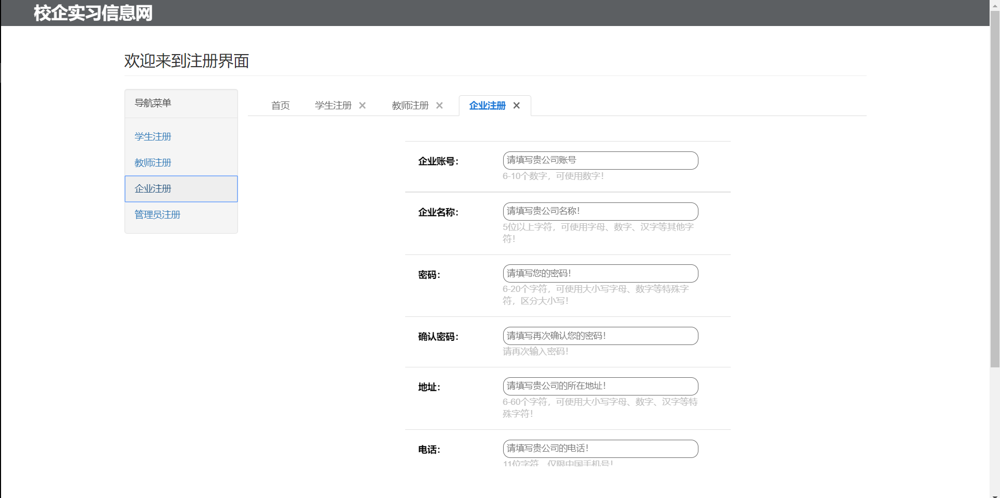 校企实习信息网
欢迎来到注册界面
导航菜单
学生注册
教师注册
企业注册
管理员注册
首页 学生注册 × 教师注册 × 企业注册 ×
企业账号：
请填写贵公司账号
6-10个数字，可使用数字！
企业名称：
请填写贵公司名称！
5位以上字符，可使用字母、数字、汉字等其他字
符！
密码：
请填写您的密码！
6-20个字符，可使用大小写字母、数字等特殊字
符，区分大小写！
确认密码：
请填写再次确认您的密码！
请再次输入密码！
地址：
请填写贵公司的所在地址！
6-60个字符，可使用大小写字母、数字、汉字等特
殊字符！
电话：
请填写贵公司的电话！
11位字符，仅限中国手机号！